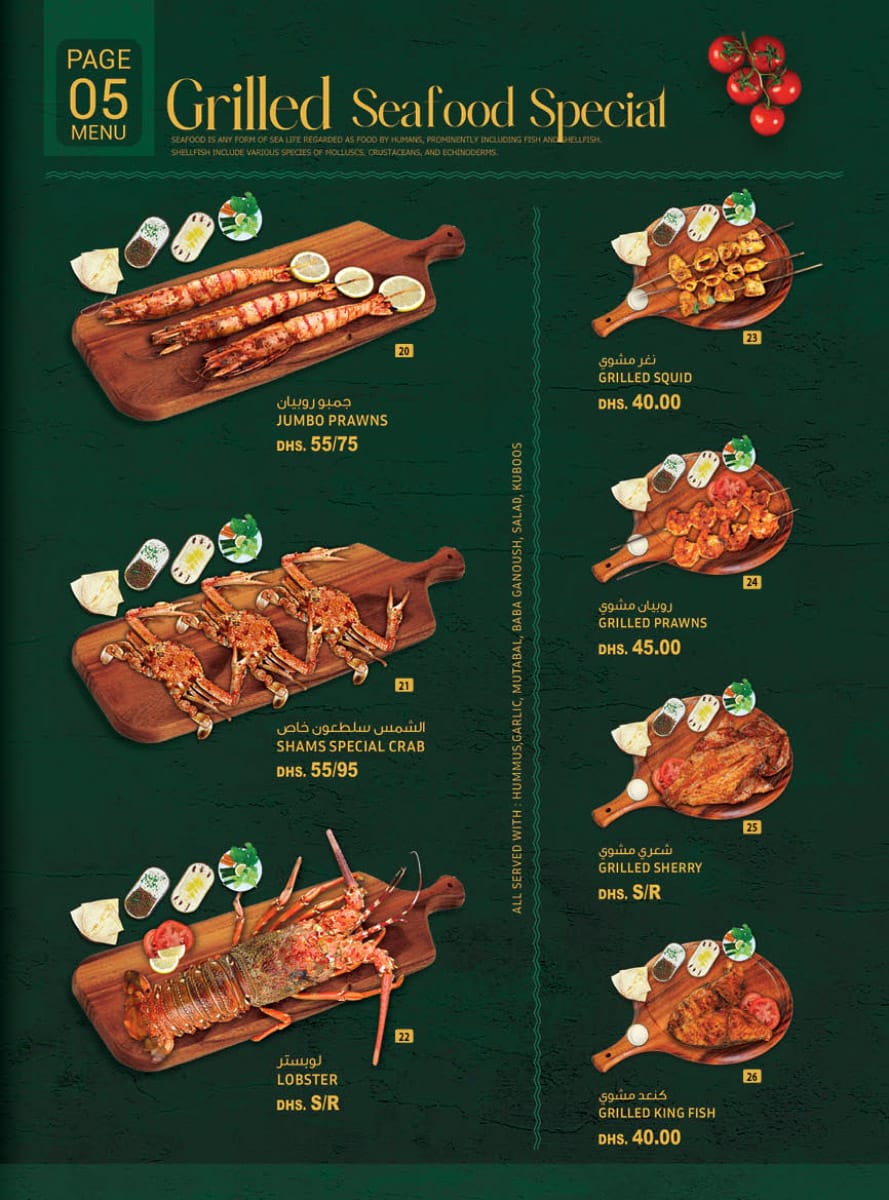 PAGE
05
MENU
Grilled Seafood Special
SEAFOOD IS ANY FORM OF SEA LIFE REGARDED AS FOOD BY HUMANS, PROMINENTLY INCLUDING FISH AND SHELLFISH.
SHELLFISH INCLUDE VARIOUS SPECIES OF MOLLUSCS, CRUSTACEANS, AND ECHINODERMS.
20
جمبو روبيان
JUMBO PRAWNS
DHS. 55/75
21
الشمس سلطعون خاص
SHAMS SPECIAL CRAB
DHS. 55/95
22
لوبستر
LOBSTER
DHS. S/R
ALL SERVED WITH : HUMMUS,GARLIC, MUTABAL, BABA GANOUSH, SALAD, KUBOOS
23
نغر مشوي
GRILLED SQUID
DHS. 40.00
24
روبيان مشوي
GRILLED PRAWNS
DHS. 45.00
25
شعري مشوي
GRILLED SHERRY
DHS. S/R
26
كنعد مشوي
GRILLED KING FISH
DHS. 40.00